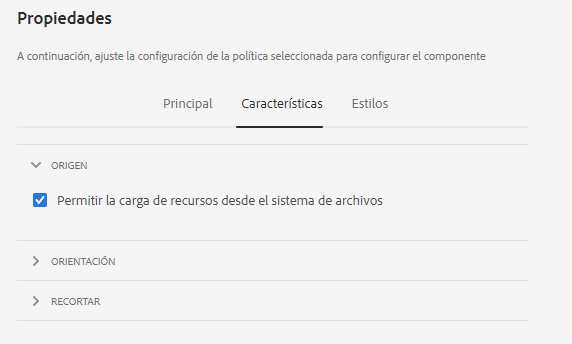 Propiedades
A continuación, ajuste la configuración de la política seleccionada para configurar el componente
Principal Características Estilos
ORIGEN
Permitir la carga de recursos desde el sistema de archivos
ORIENTACIÓN
RECORTAR